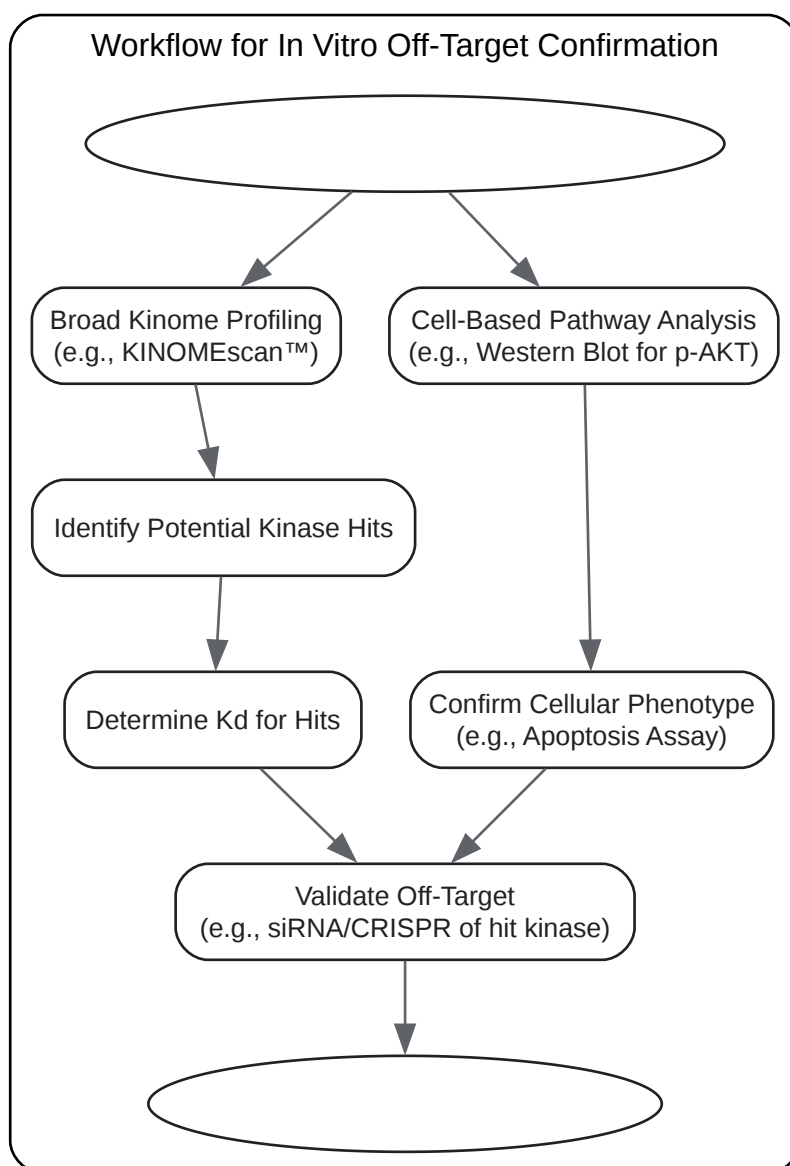 Workflow for In Vitro Off-Target Confirmation
Broad Kinome Profiling
(e.g., KINOMEscan™)
Cell-Based Pathway Analysis
(e.g., Western Blot for p-AKT)
Identify Potential Kinase Hits
Determine Kd for Hits
Confirm Cellular Phenotype
(e.g., Apoptosis Assay)
Validate Off-Target
(e.g., siRNA/CRISPR of hit kinase)